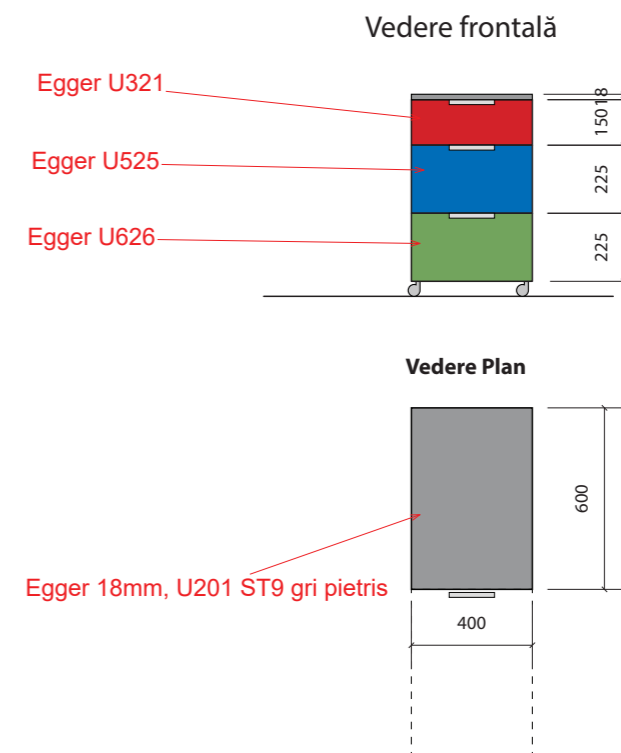 Vedere frontală
Egger U321
18
150
Egger U525
225
Egger U626
225
Vedere Plan
600
Egger 18mm, U201 ST9 gri pietris
400